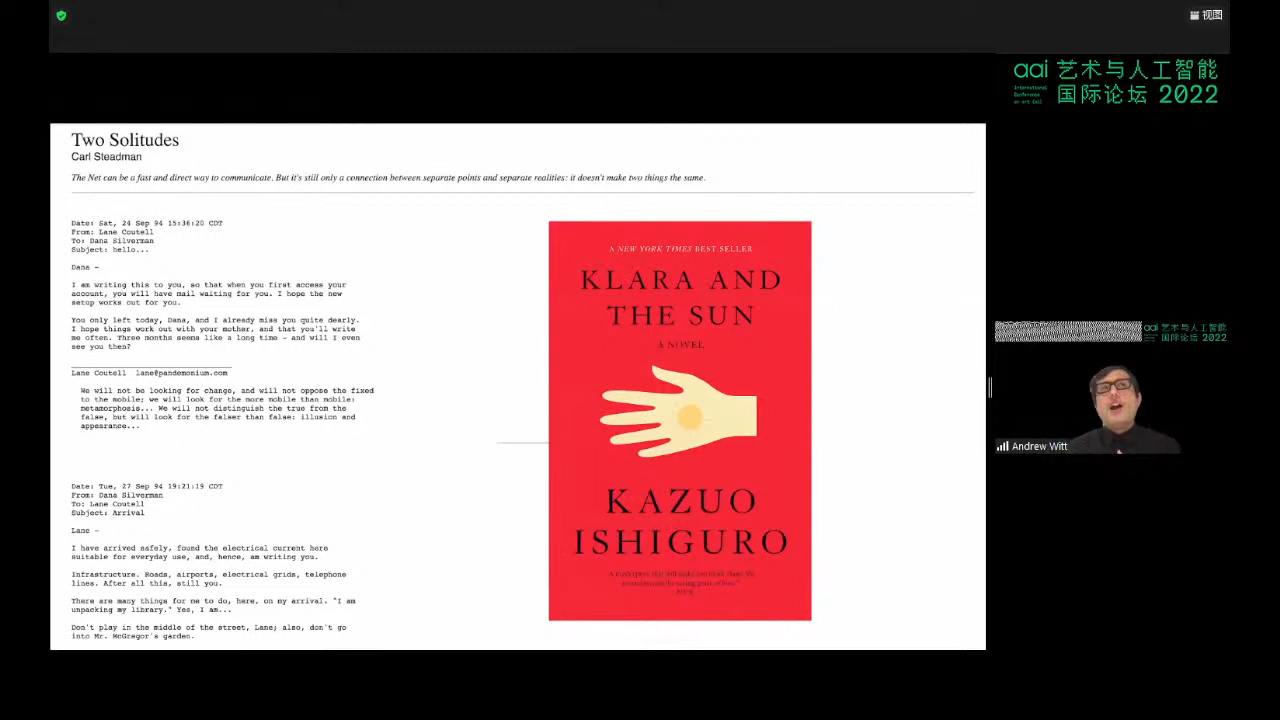 视图
aai 艺术与人工智能
国际论坛 2022
International
Conference
on art (ai)
Two Solitudes
Carl Steadman
The Net can be a fast and direct way to communicate. But it's still only a connection between separate points and separate realities: it doesn't make two things the same.
Date: Sat, 24 Sep 94 15:36:20 CDT
From: Lane Coutell
To: Dana Silverman
Subject: hello...
Dana -
I am writing this to you, so that when you first access your
account, you will have mail waiting for you. I hope the new
setup works out for you.
You only left today, Dana, and I already miss you quite dearly.
I hope things work out with your mother, and that you'll write
me often. Three months seems like a long time - and will I even
see you then?
Lane Coutell lane@pandemonium.com
We will not be looking for change, and will not oppose the fixed
to the mobile; we will look for the more mobile than mobile:
metamorphosis... We will not distinguish the true from the
false, but will look for the falser than false: illusion and
appearance...
Date: Tue, 27 Sep 94 19:21:19 CDT
From: Dana Silverman
To: Lane Coutell
Subject: Arrival
Lane -
I have arrived safely, found the electrical current here
suitable for everyday use, and, hence, am writing you.
Infrastructure. Roads, airports, electrical grids, telephone
lines. After all this, still you.
There are many things for me to do, here, on my arrival. "I am
unpacking my library." Yes, I am...
Don't play in the middle of the street, Lane; also, don't go
into Mr. McGregor's garden.
A NEW YORK TIMES BEST SELLER
KLARA AND
THE SUN
A NOVEL
KAZUO
ISHIGURO
aai 艺术与人工智能
国际论坛 2022
Andrew Witt